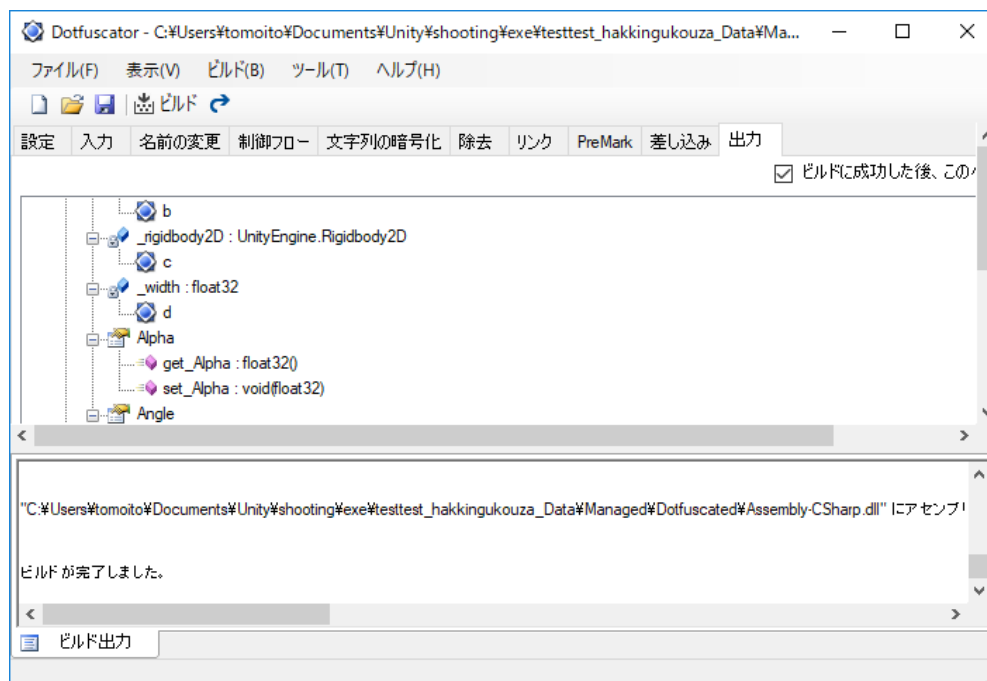 Dotfuscator - C:¥Users¥tomoito¥Documents¥Unity¥shooting¥exe¥testtest_hakkingukouza_Data¥Ma...
ファイル(F) 表示(V) ビルド(B) ツール(T) ヘルプ(H)
ビルド
設定 入力 名前の変更 制御フロー 文字列の暗号化 除去 リンク PreMark 差し込み 出力
ビルドに成功した後、この
b
_rigidbody2D : UnityEngine.Rigidbody2D
c
_width : float32
d
Alpha
get_Alpha : float32()
set_Alpha : void(float32)
Angle
"C:¥Users¥tomoito¥Documents¥Unity¥shooting¥exe¥testtest_hakkingukouza_Data¥Managed¥Dotfuscated¥Assembly-CSharp.dll" にアセンブ
ビルドが完了しました。
ビルド出力